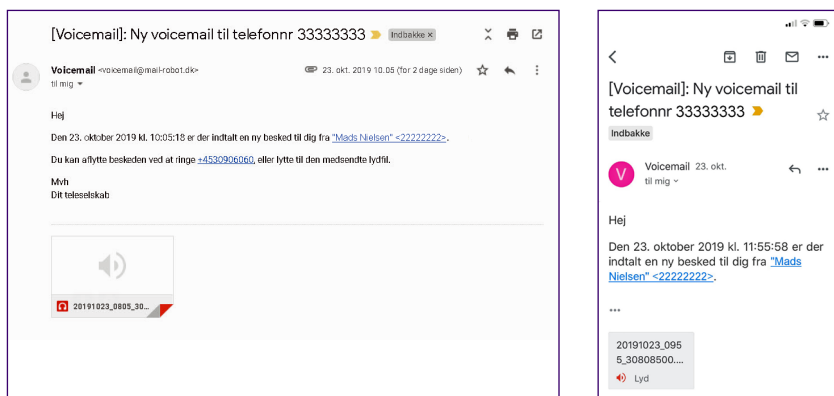 [Voicemail]: Ny voicemail til telefonnr 33333333
Indbakke ×
Voicemail <voicemail@mail-robot.dk>
23. okt. 2019 10.05 (for 2 dage siden)
til mig
Hej
Den 23. oktober 2019 kl. 10:05:18 er der indtalt en ny besked til dig fra "Mads Nielsen" <22222222>.
Du kan aflytte beskeden ved at ringe +4530906060, eller lytte til den medsendte lydfil.
Mvh
Dit teleselskab
20191023_0805_30...
[Voicemail]: Ny voicemail til
telefonnr 33333333
Indbakke
V
Voicemail 23. okt.
til mig
Hej
Den 23. oktober 2019 kl. 11:55:58 er der
indtalt en ny besked til dig fra "Mads
Nielsen" <22222222>.
...
20191023_095
5_30808500....
Lyd